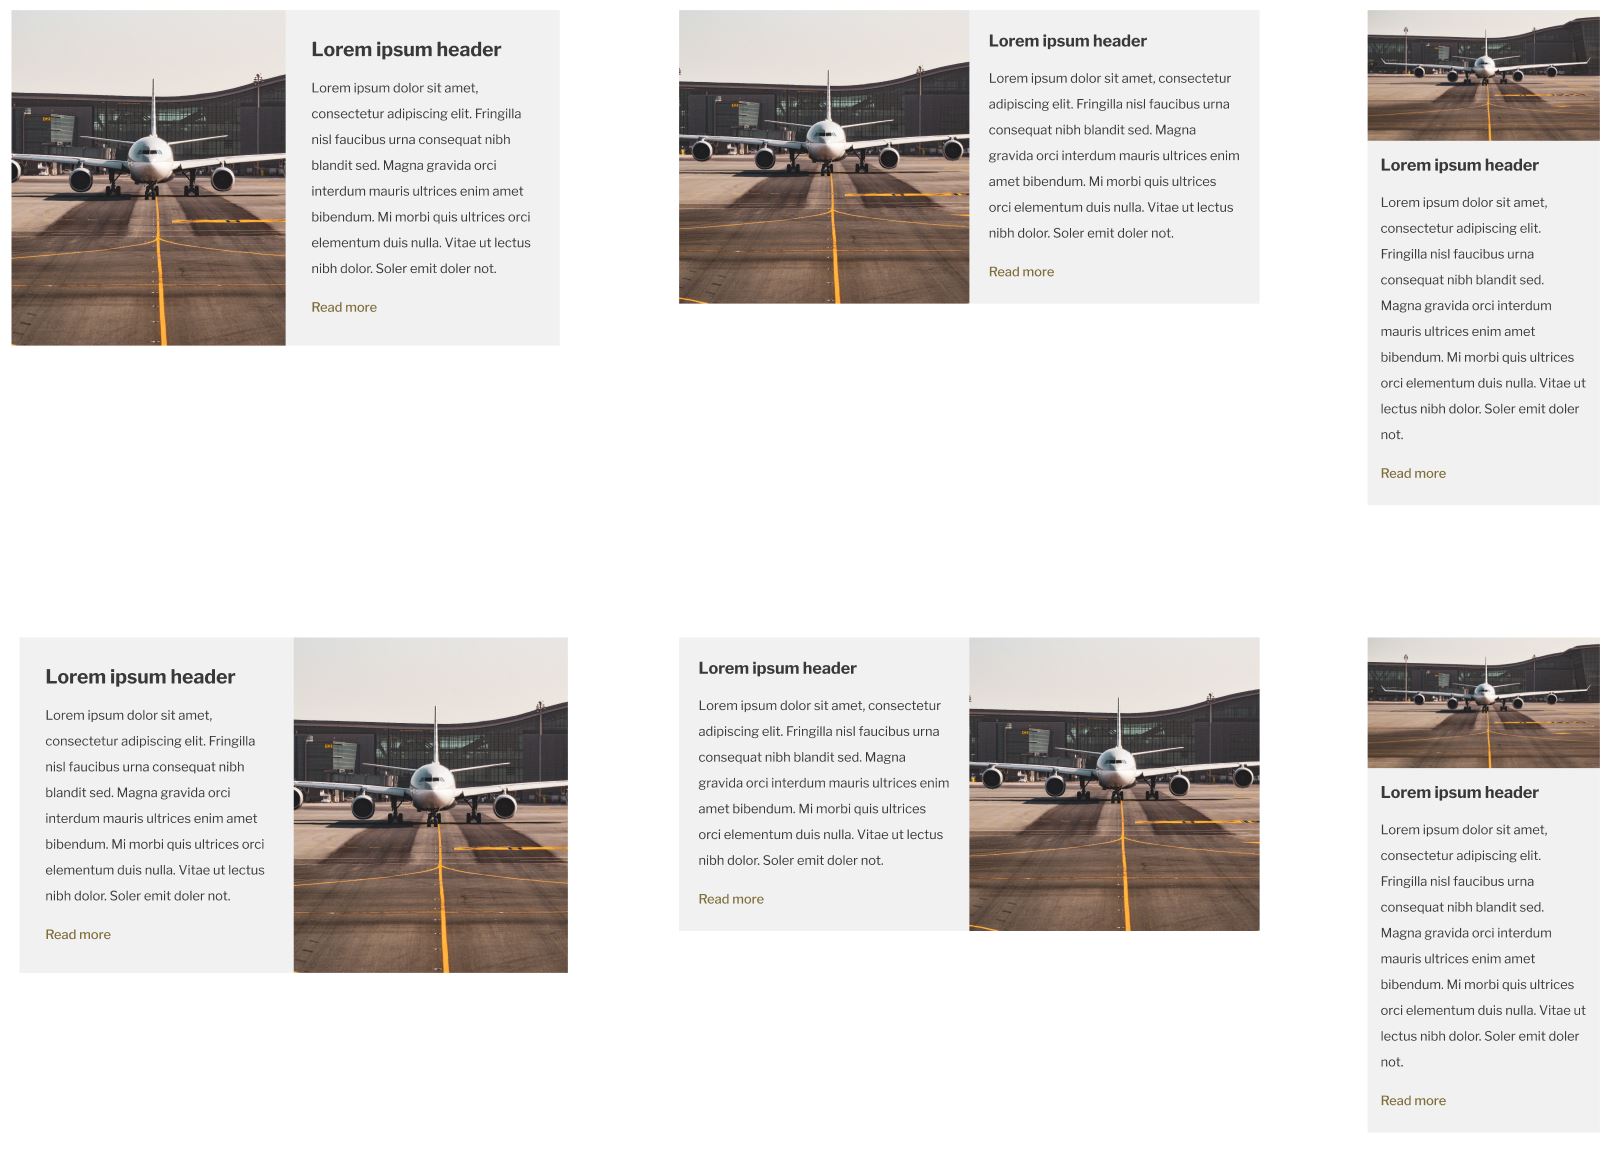 Lorem ipsum header
Lorem ipsum dolor sit amet,
consectetur adipiscing elit. Fringilla
nisl faucibus urna consequat nibh
blandit sed. Magna gravida orci
interdum mauris ultrices enim amet
bibendum. Mi morbi quis ultrices orci
elementum duis nulla. Vitae ut lectus
nibh dolor. Soler emit doler not.
Read more
Lorem ipsum header
Lorem ipsum dolor sit amet, consectetur
adipiscing elit. Fringilla nisl faucibus urna
consequat nibh blandit sed. Magna
gravida orci interdum mauris ultrices enim
amet bibendum. Mi morbi quis ultrices
orci elementum duis nulla. Vitae ut lectus
nibh dolor. Soler emit doler not.
Read more
Lorem ipsum header
Lorem ipsum dolor sit amet,
consectetur adipiscing elit.
Fringilla nisl faucibus urna
consequat nibh blandit sed.
Magna gravida orci interdum
mauris ultrices enim amet
bibendum. Mi morbi quis ultrices
orci elementum duis nulla. Vitae ut
lectus nibh dolor. Soler emit doler
not.
Read more
Lorem ipsum header
Lorem ipsum dolor sit amet,
consectetur adipiscing elit. Fringilla
nisl faucibus urna consequat nibh
blandit sed. Magna gravida orci
interdum mauris ultrices enim amet
bibendum. Mi morbi quis ultrices orci
elementum duis nulla. Vitae ut lectus
nibh dolor. Soler emit doler not.
Read more
Lorem ipsum header
Lorem ipsum dolor sit amet, consectetur
adipiscing elit. Fringilla nisl faucibus urna
consequat nibh blandit sed. Magna
gravida orci interdum mauris ultrices enim
amet bibendum. Mi morbi quis ultrices
orci elementum duis nulla. Vitae ut lectus
nibh dolor. Soler emit doler not.
Read more
Lorem ipsum header
Lorem ipsum dolor sit amet,
consectetur adipiscing elit.
Fringilla nisl faucibus urna
consequat nibh blandit sed.
Magna gravida orci interdum
mauris ultrices enim amet
bibendum. Mi morbi quis ultrices
orci elementum duis nulla. Vitae ut
lectus nibh dolor. Soler emit doler
not.
Read more